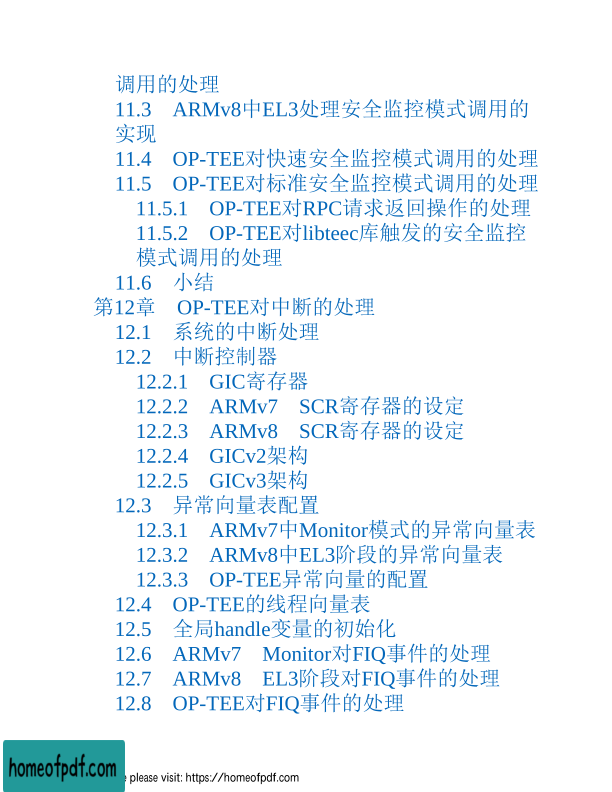 调用的处理
11.3 ARMv8中EL3处理安全监控模式调用的
实现
11.4 OP-TEE对快速安全监控模式调用的处理
11.5 OP-TEE对标准安全监控模式调用的处理
11.5.1 OP-TEE对RPC请求返回操作的处理
11.5.2 OP-TEE对libteec库触发的安全监控
模式调用的处理
11.6 小结
第12章 OP-TEE对中断的处理
12.1 系统的中断处理
12.2 中断控制器
12.2.1 GIC寄存器
12.2.2 ARMv7 SCR寄存器的设定
12.2.3 ARMv8 SCR寄存器的设定
12.2.4 GICv2架构
12.2.5 GICv3架构
12.3 异常向量表配置
12.3.1 ARMv7中Monitor模式的异常向量表
12.3.2 ARMv8中EL3阶段的异常向量表
12.3.3 OP-TEE异常向量的配置
12.4 OP-TEE的线程向量表
12.5 全局handle变量的初始化
12.6 ARMv7 Monitor对FIQ事件的处理
12.7 ARMv8 EL3阶段对FIQ事件的处理
12.8 OP-TEE对FIQ事件的处理
homeofpdf.com
please visit: https://homeofpdf.com